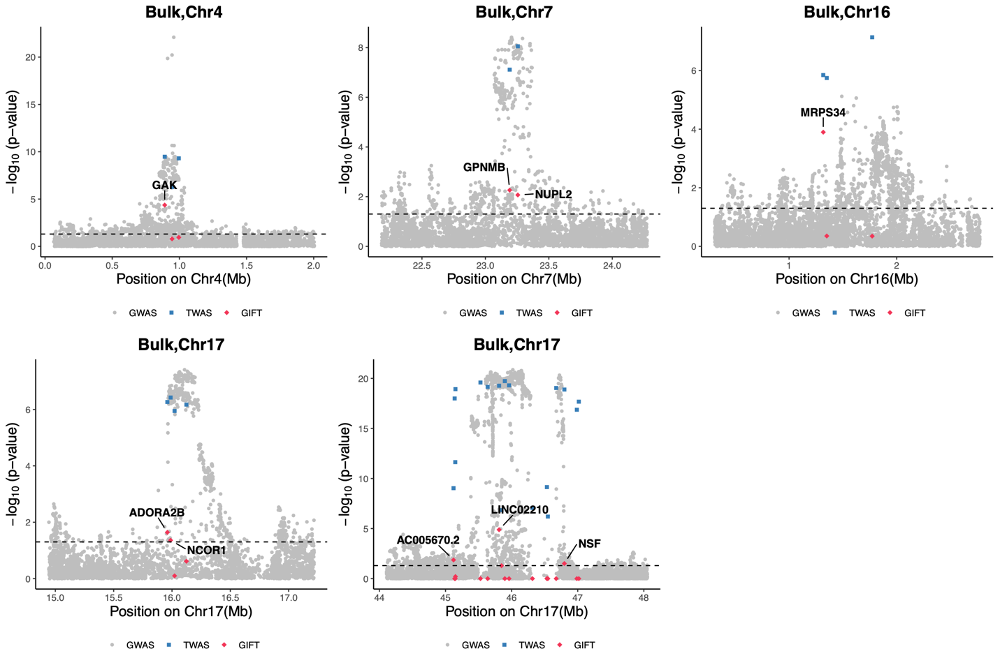 Bulk,Chr4
−log10 (p−value)
20
15
10
5
0
GAK
0.0 0.5 1.0 1.5 2.0
Position on Chr4(Mb)
GWAS TWAS GIFT
Bulk,Chr7
−log10 (p−value)
8
6
4
2
0
GPNMB
NUPL2
22.5 23.0 23.5 24.0
Position on Chr7(Mb)
GWAS TWAS GIFT
Bulk,Chr16
−log10 (p−value)
6
4
2
0
MRPS34
1 2
Position on Chr16(Mb)
GWAS TWAS GIFT
Bulk,Chr17
−log10 (p−value)
6
4
2
0
ADORA2B
NCOR1
15.0 15.5 16.0 16.5 17.0
Position on Chr17(Mb)
GWAS TWAS GIFT
Bulk,Chr17
−log10 (p−value)
20
15
10
5
0
LINC02210
AC005670.2
NSF
44 45 46 47 48
Position on Chr17(Mb)
GWAS TWAS GIFT